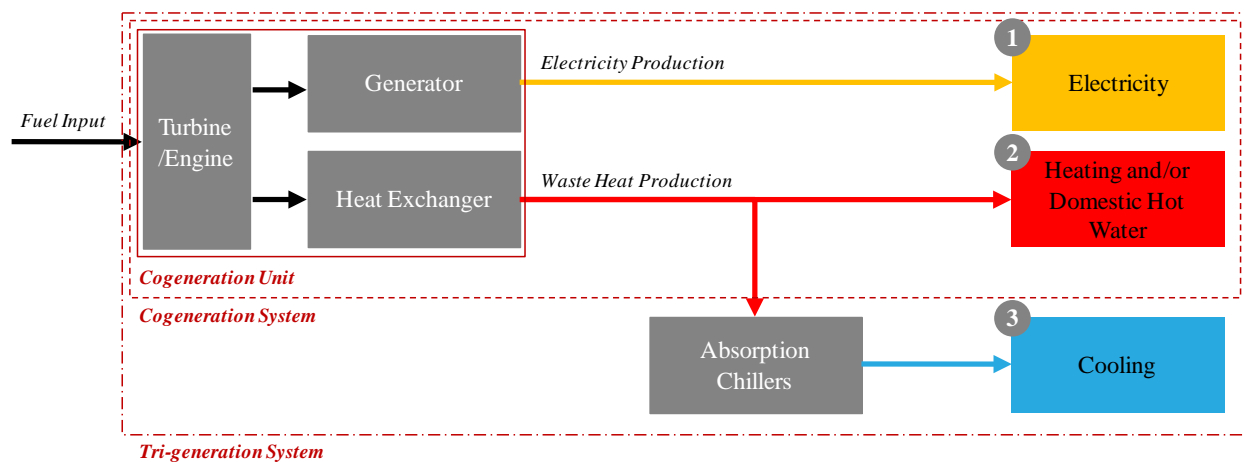 1
Electricity Production
Generator
Electricity
Fuel Input
Turbine
/Engine
2
Waste Heat Production
Heating and/or
Domestic Hot
Water
Heat Exchanger
Cogeneration Unit
Cogeneration System
3
Absorption
Chillers
Cooling
Tri-generation System